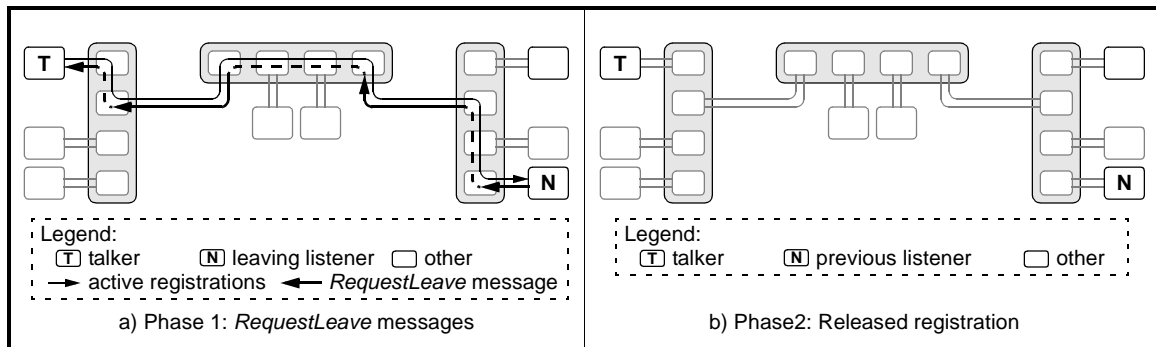 T
N
Legend:
T talker N leaving listener other
active registrations RequestLeave message
a) Phase 1: RequestLeave messages
T
N
Legend:
T talker N previous listener other
b) Phase2: Released registration